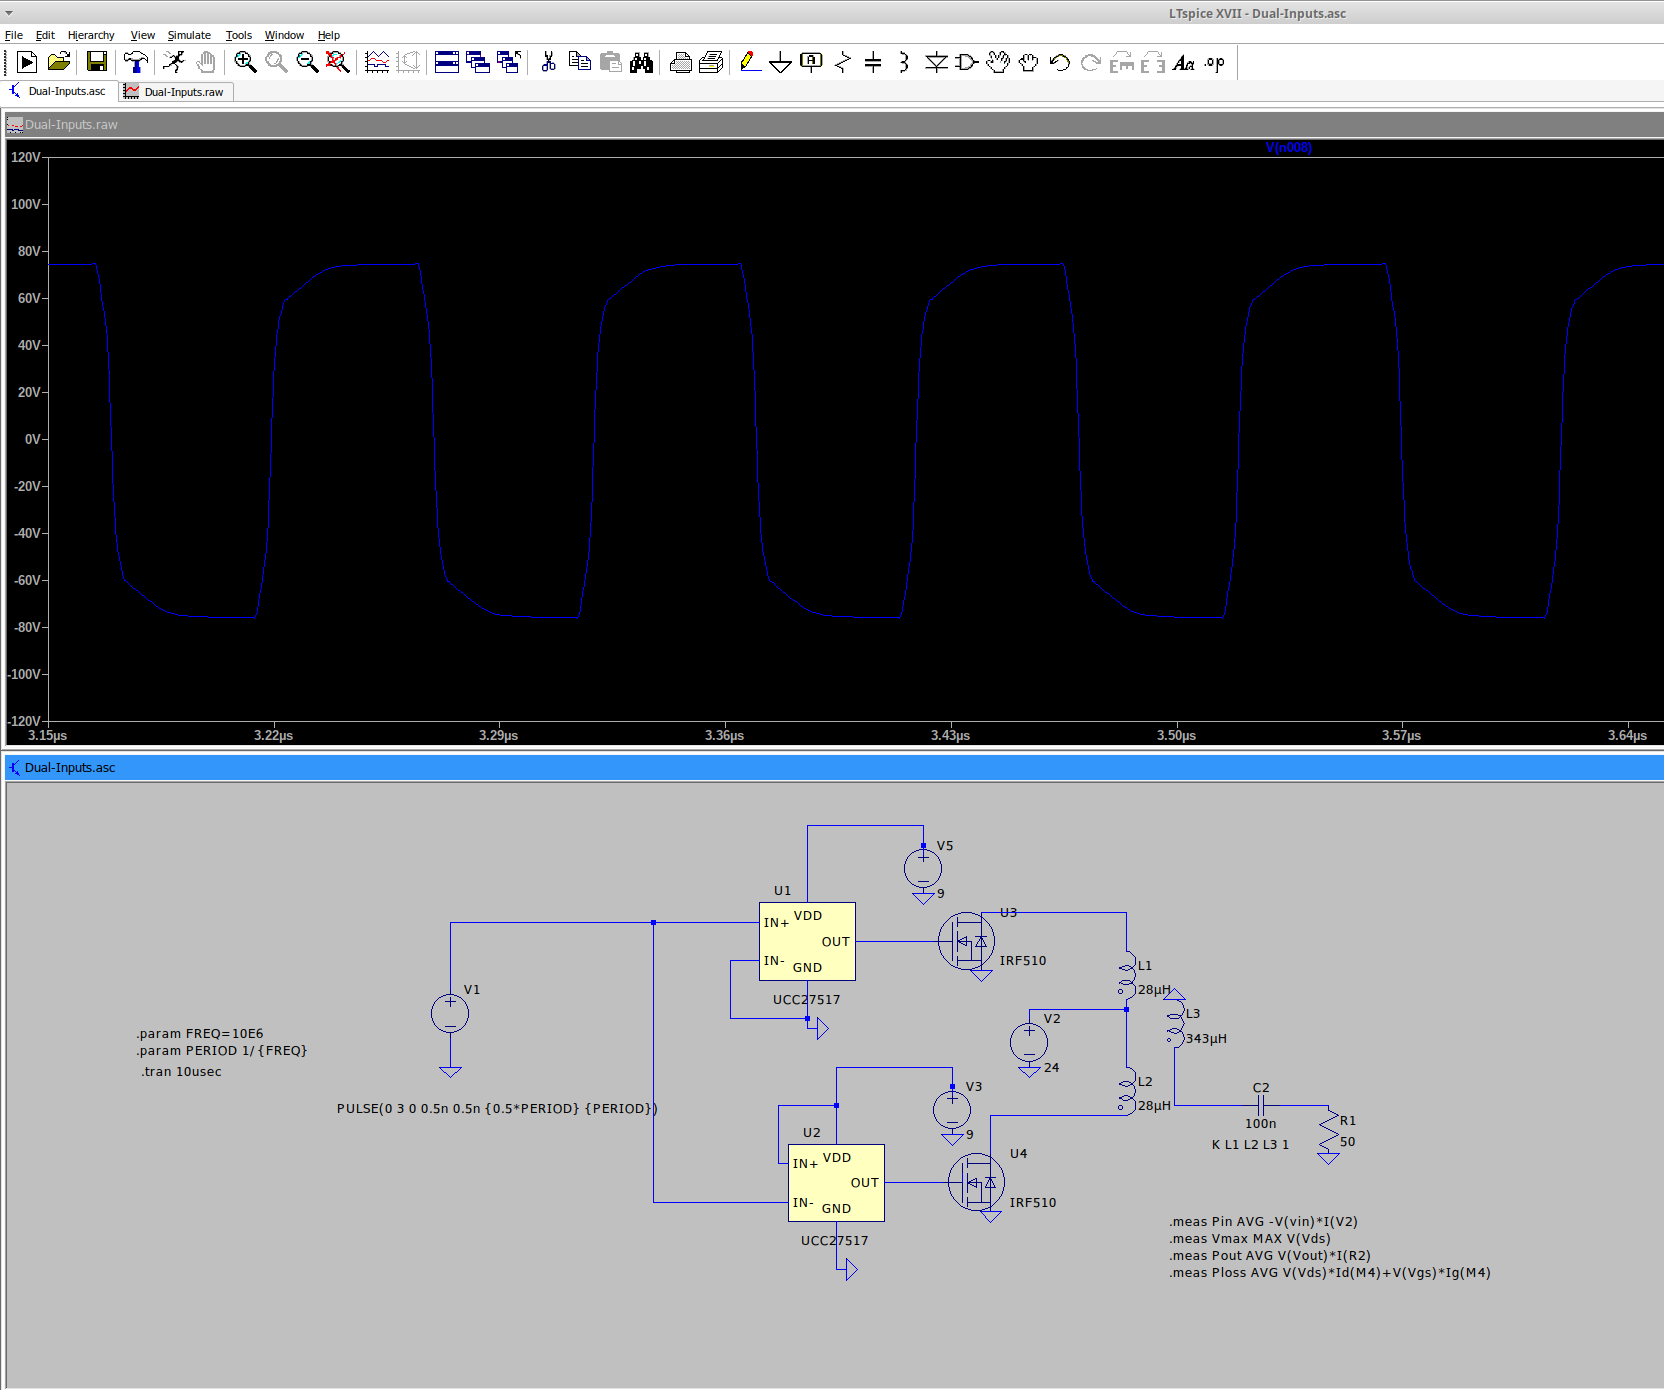 LTspice XVII - Dual-Inputs.asc
File Edit Hierarchy View Simulate Tools Window Help
Dual-Inputs.asc Dual-Inputs.raw
Dual-Inputs.raw
V(n008)
120V
100V
80V
60V
40V
20V
0V
-20V
-40V
-60V
-80V
-100V
-120V
3.15µs 3.22µs 3.29µs 3.36µs 3.43µs 3.50µs 3.57µs 3.64µs
Dual-Inputs.asc
V5
9
U1
IN+ VDD
OUT
IN- GND
UCC27517
U3
IRF510
L1
28µH
V1
V2
24
L3
343µH
.param FREQ=10E6
.param PERIOD 1/{FREQ}
.tran 10usec
PULSE(0 3 0 0.5n 0.5n {0.5*PERIOD} {PERIOD})
V3
9
L2
28µH
C2
100n
R1
50
K L1 L2 L3 1
U2
IN+ VDD
OUT
IN- GND
UCC27517
U4
IRF510
.meas Pin AVG -V(vin)*I(V2)
.meas Vmax MAX V(Vds)
.meas Pout AVG V(Vout)*I(R2)
.meas Ploss AVG V(Vds)*Id(M4)+V(Vgs)*Ig(M4)